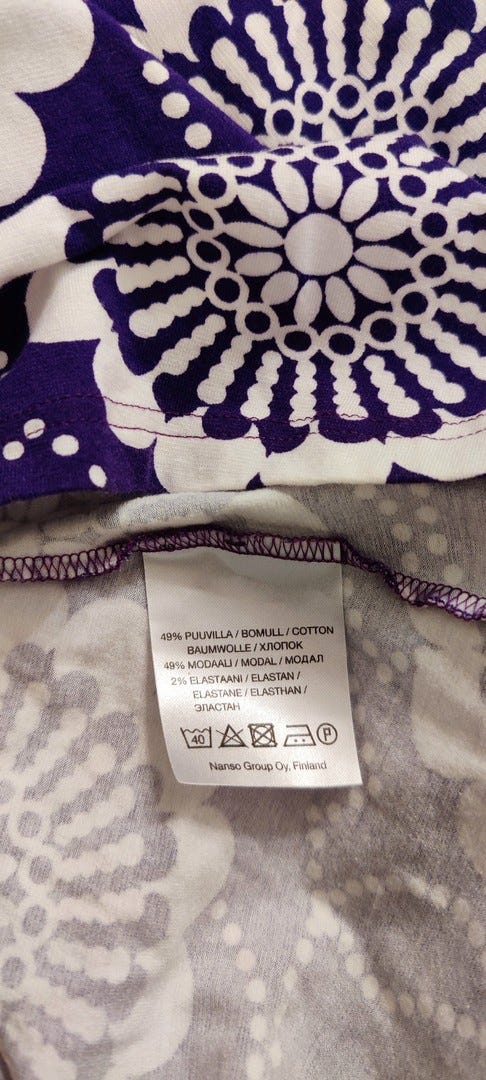 49% PUUVILLA / BOMULL / COTTON
BAUMWOLLE / ХЛОПОК
49% MODAALI / MODAL / МОДАЛ
2% ELASTAANI / ELASTAN /
ELASTANE / ELASTHAN /
ЭЛАСТАН
40 P
Nanso Group Oy, Finland